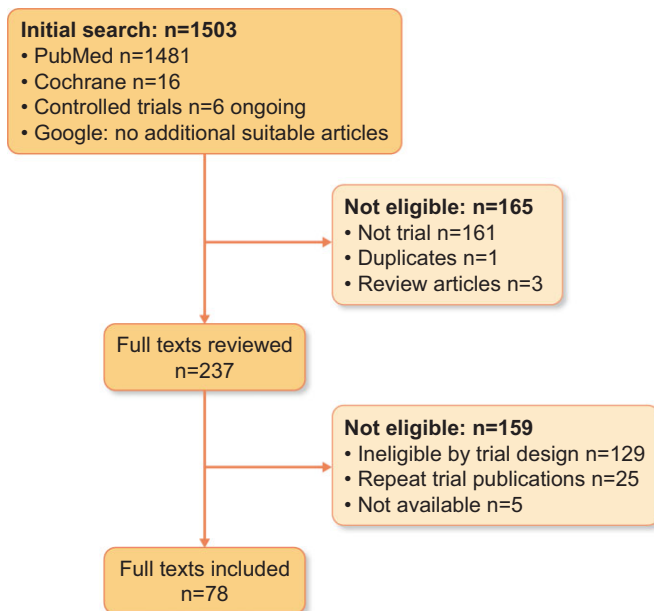 Initial search: n=1503
• PubMed n=1481
• Cochrane n=16
• Controlled trials n=6 ongoing
• Google: no additional suitable articles
Not eligible: n=165
• Not trial n=161
• Duplicates n=1
• Review articles n=3
Full texts reviewed
n=237
Not eligible: n=159
• Ineligible by trial design n=129
• Repeat trial publications n=25
• Not available n=5
Full texts included
n=78